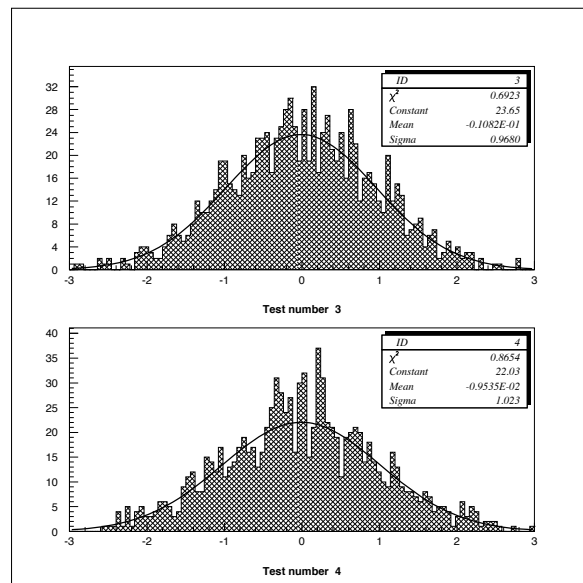 ID 3
χ² 0.6923
Constant 23.65
Mean -0.1082E-01
Sigma 0.9680
32
28
24
20
16
12
8
4
0
-3 -2 -1 0 1 2 3
Test number 3
ID 4
χ² 0.8654
Constant 22.03
Mean -0.9535E-02
Sigma 1.023
40
35
30
25
20
15
10
5
0
-3 -2 -1 0 1 2 3
Test number 4